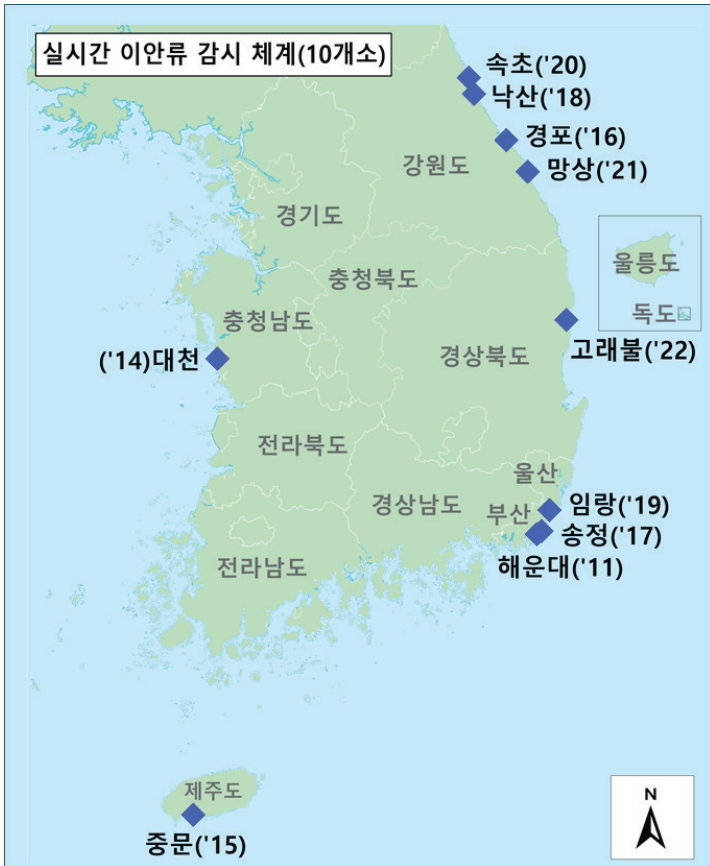 실시간 이안류 감시 체계(10개소)
속초('20)
낙산('18)
경포('16)
강원도
망상('21)
경기도
울릉도
충청북도
독도
충청남도
고래불('22)
경상북도
('14)대천
전라북도
울산
경상남도
임랑('19)
부산
송정('17)
전라남도
해운대('11)
제주도
중문('15)
N